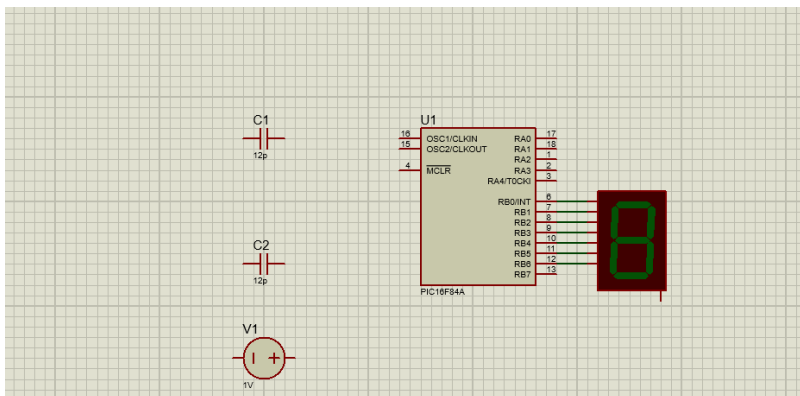 C1
12p
C2
12p
V1
1V
U1
16 OSC1/CLKIN RA0 17
15 OSC2/CLKOUT RA1 18
RA2 1
4 MCLR RA3 2
RA4/T0CKI 3
RB0/INT 6
RB1 7
RB2 8
RB3 9
RB4 10
RB5 11
RB6 12
RB7 13
PIC16F84A